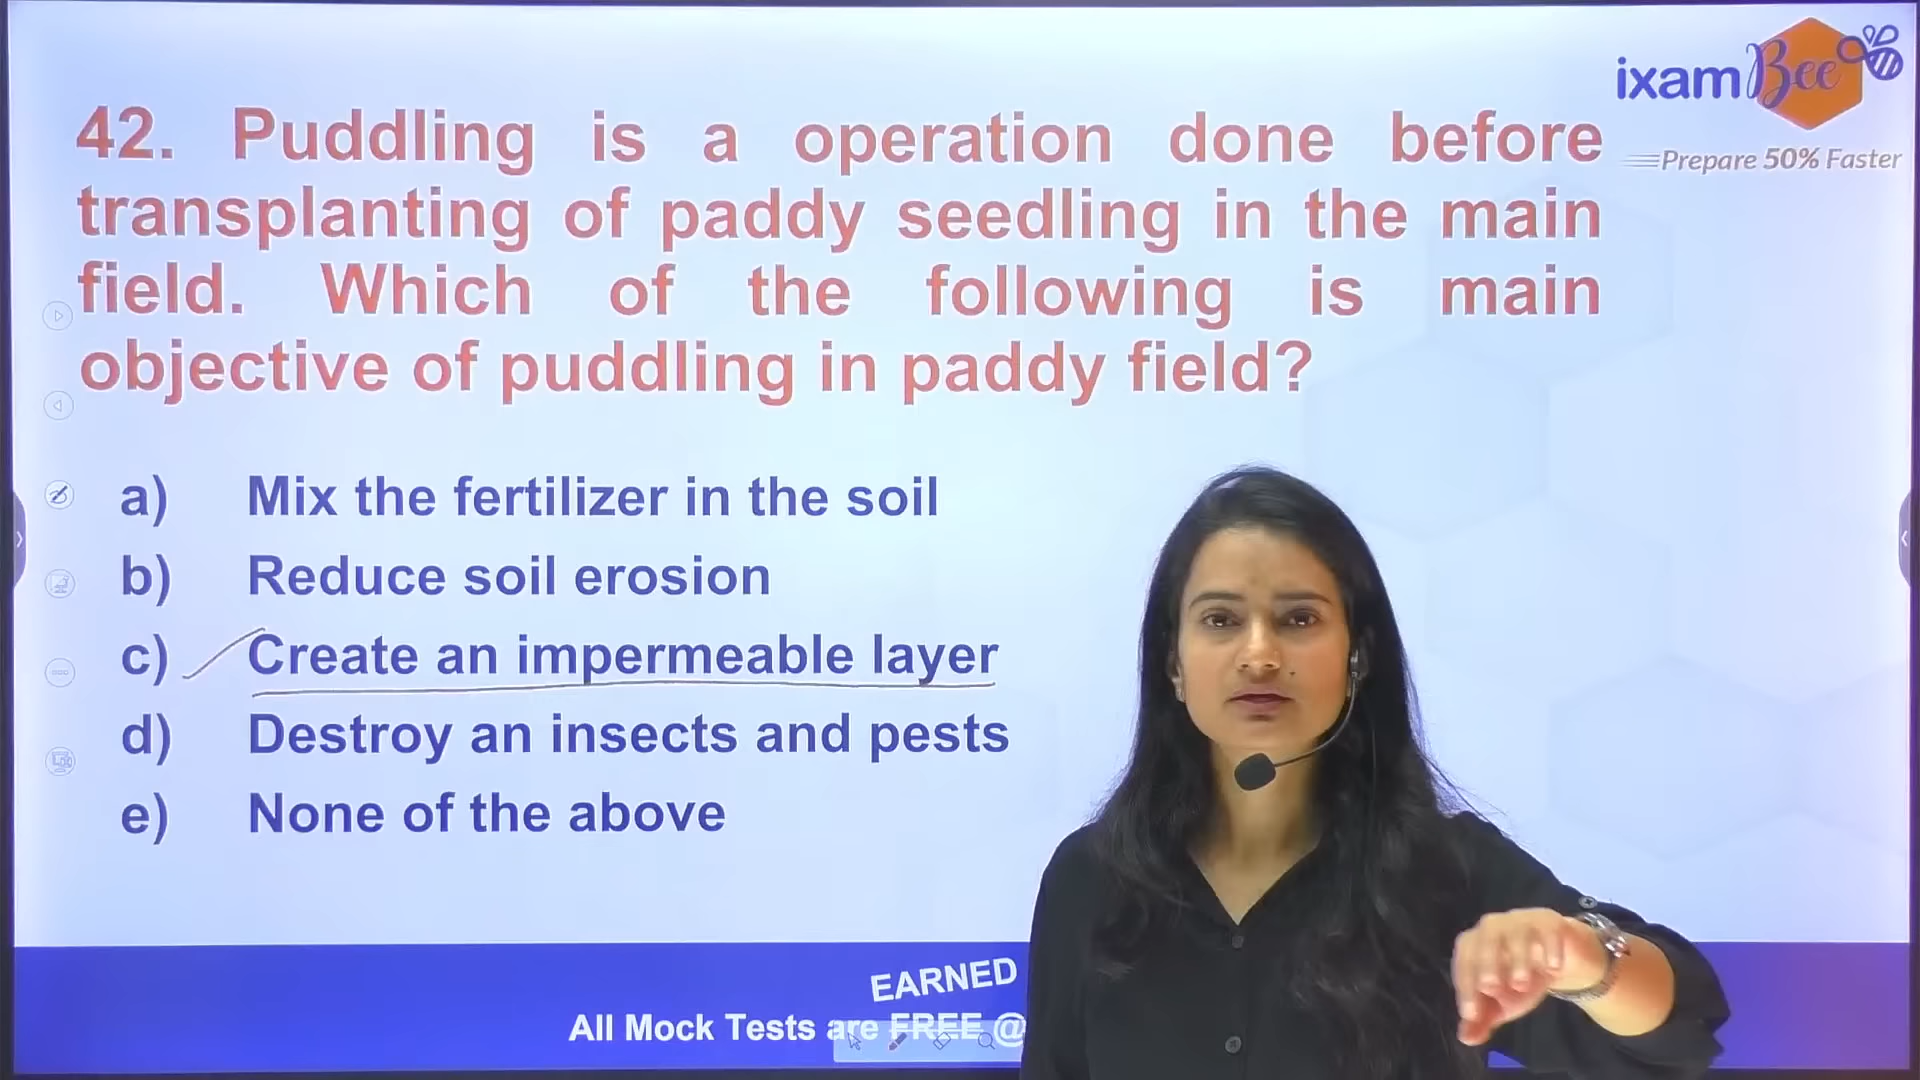 ixamBee
Prepare 50% Faster
42. Puddling is a operation done before
transplanting of paddy seedling in the main
field. Which of the following is main
objective of puddling in paddy field?
a) Mix the fertilizer in the soil
b) Reduce soil erosion
c) Create an impermeable layer
d) Destroy an insects and pests
e) None of the above
EARNED
All Mock Tests are FREE @